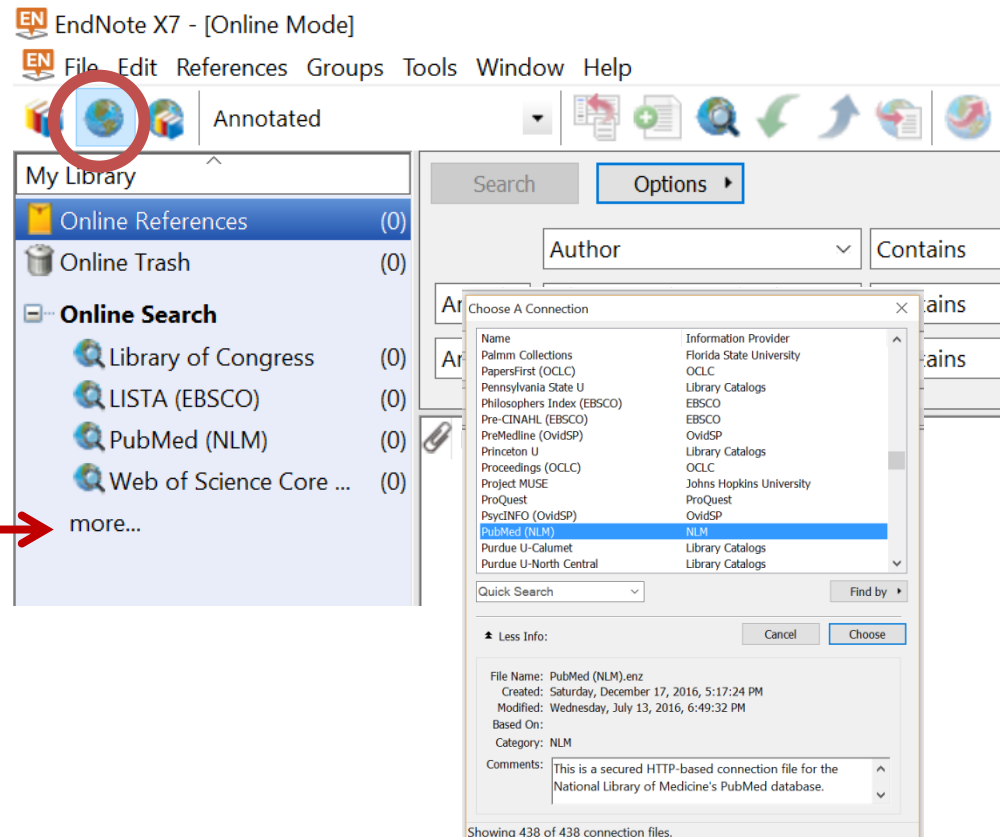 EN EndNote X7 - [Online Mode]
EN File Edit References Groups Tools Window Help
Annotated
My Library
Search Options
Online References (0)
Author Contains
Online Trash (0)
Online Search
Library of Congress (0)
LISTA (EBSCO) (0)
PubMed (NLM) (0)
Web of Science Core ... (0)
more...
Choose A Connection
Name Information Provider
Palmm Collections Florida State University
PapersFirst (OCLC) OCLC
Pennsylvania State U Library Catalogs
Philosophers Index (EBSCO) EBSCO
Pre-CINAHL (EBSCO) EBSCO
PreMedline (OvidSP) OvidSP
Princeton U Library Catalogs
Proceedings (OCLC) OCLC
Project MUSE Johns Hopkins University
ProQuest ProQuest
PsycINFO (OvidSP) OvidSP
PubMed (NLM) NLM
Purdue U-Calumet Library Catalogs
Purdue U-North Central Library Catalogs
Quick Search Find by
Less Info: Cancel Choose
File Name: PubMed (NLM).enz
Created: Saturday, December 17, 2016, 5:17:24 PM
Modified: Wednesday, July 13, 2016, 6:49:32 PM
Based On:
Category: NLM
Comments: This is a secured HTTP-based connection file for the
National Library of Medicine's PubMed database.
Showing 438 of 438 connection files.